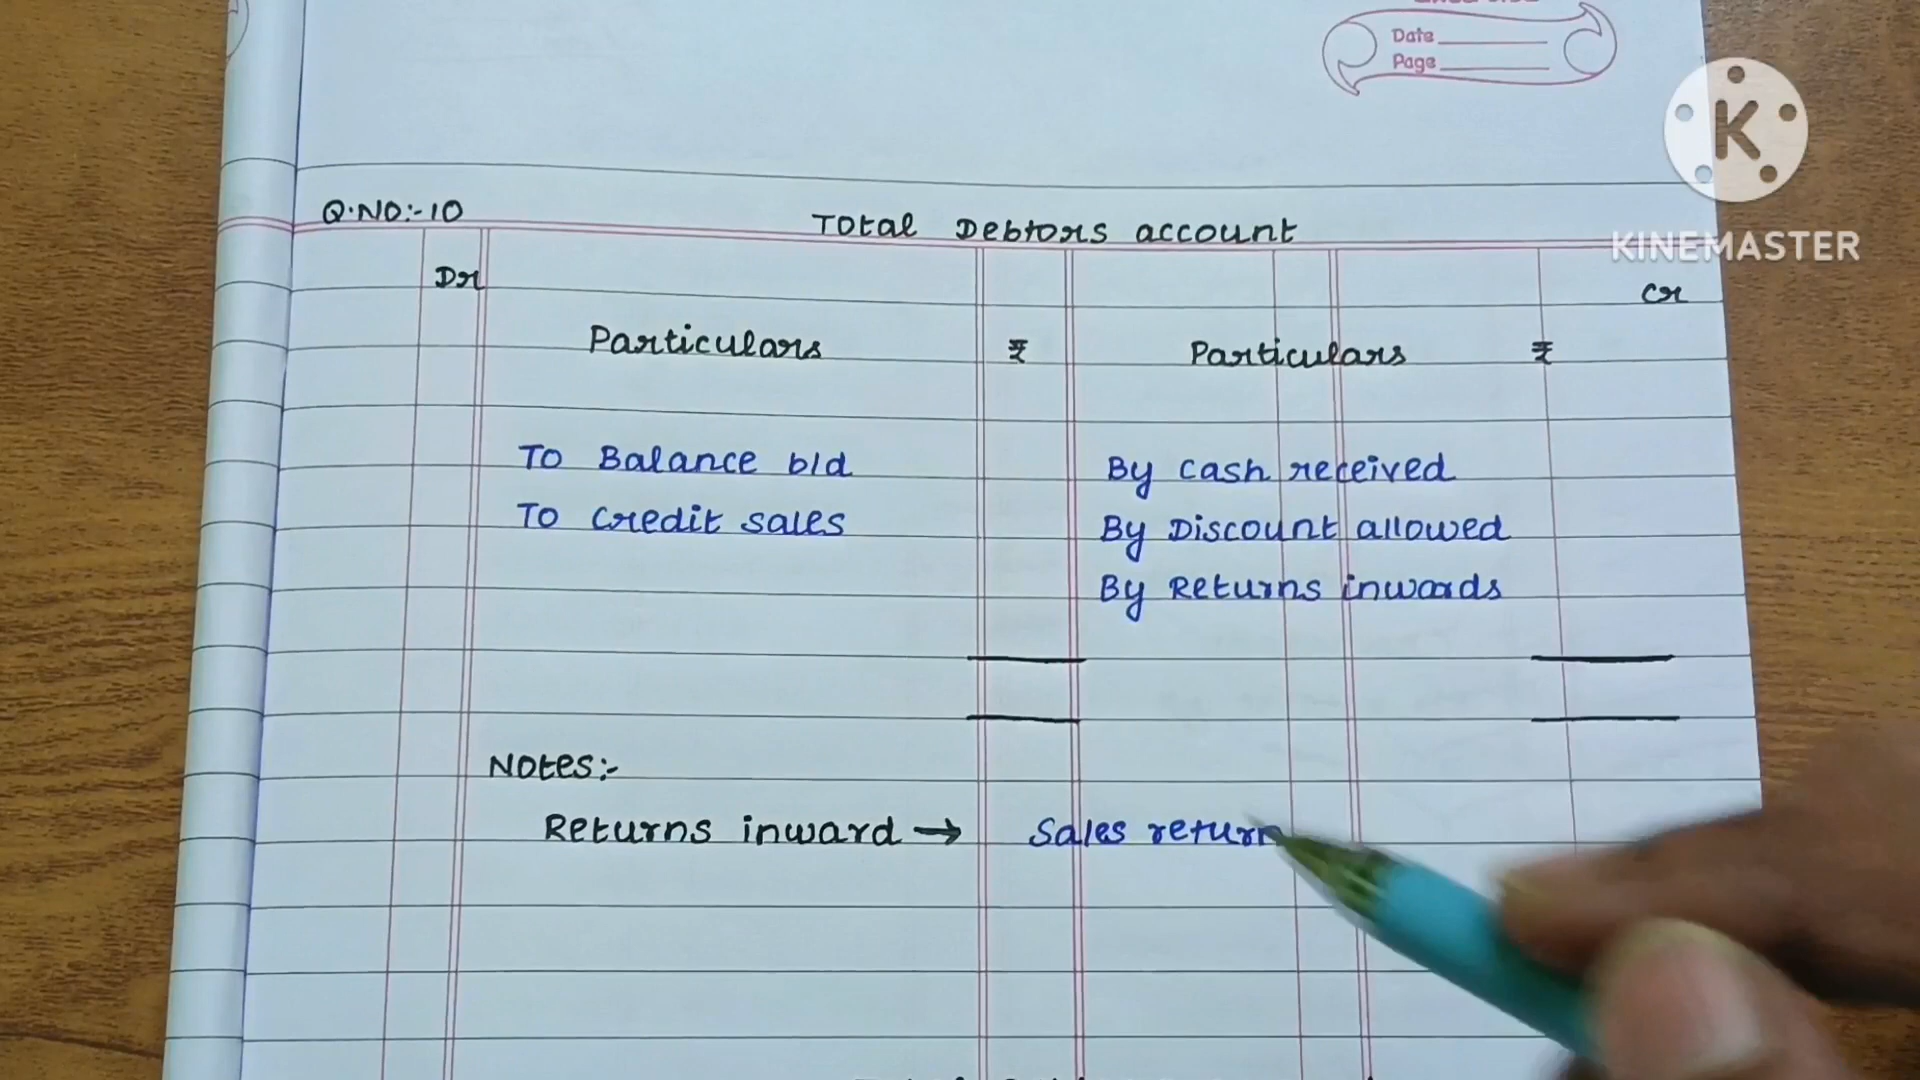 Date
Page
KINEMASTER
Q.NO:-10
Total Debtors account
Dr
Cr
Particulars ₹ Particulars ₹
To Balance b/d By cash received
To credit sales By Discount allowed
By Returns inwards
Notes:-
Returns inward → Sales return